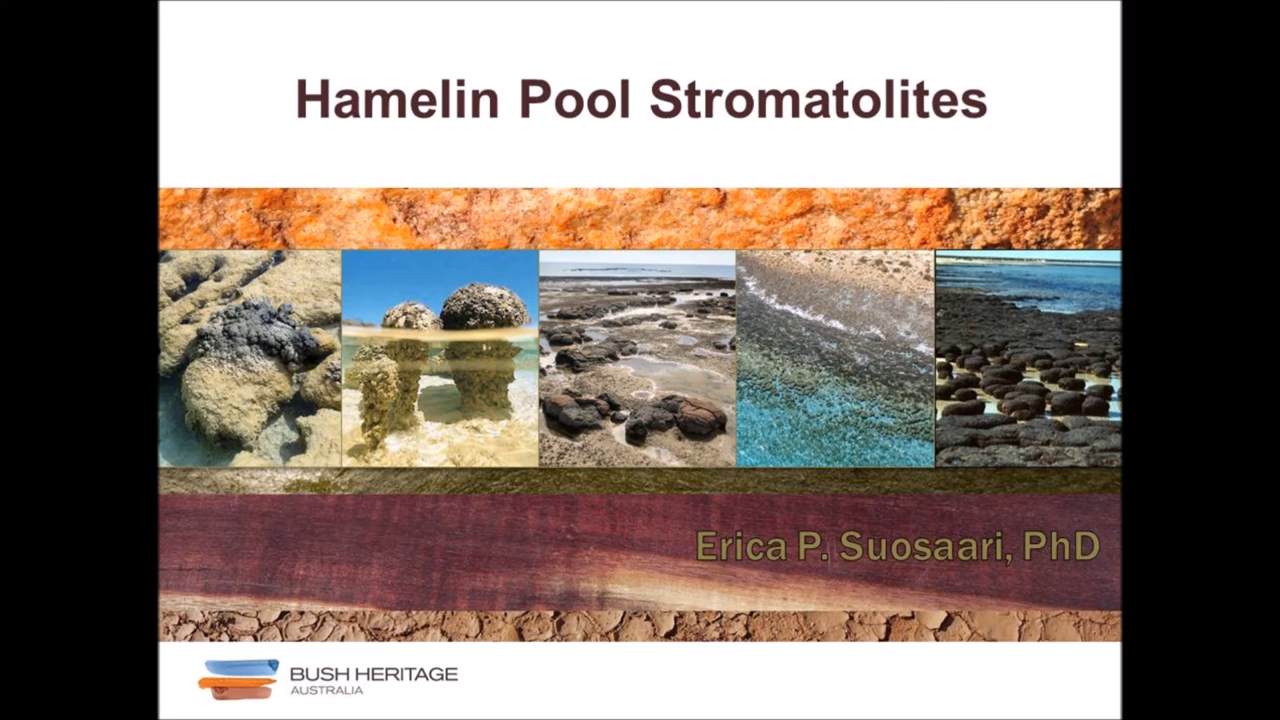 Hamelin Pool Stromatolites
Erica P. Suosaari, PhD
BUSH HERITAGE
AUSTRALIA